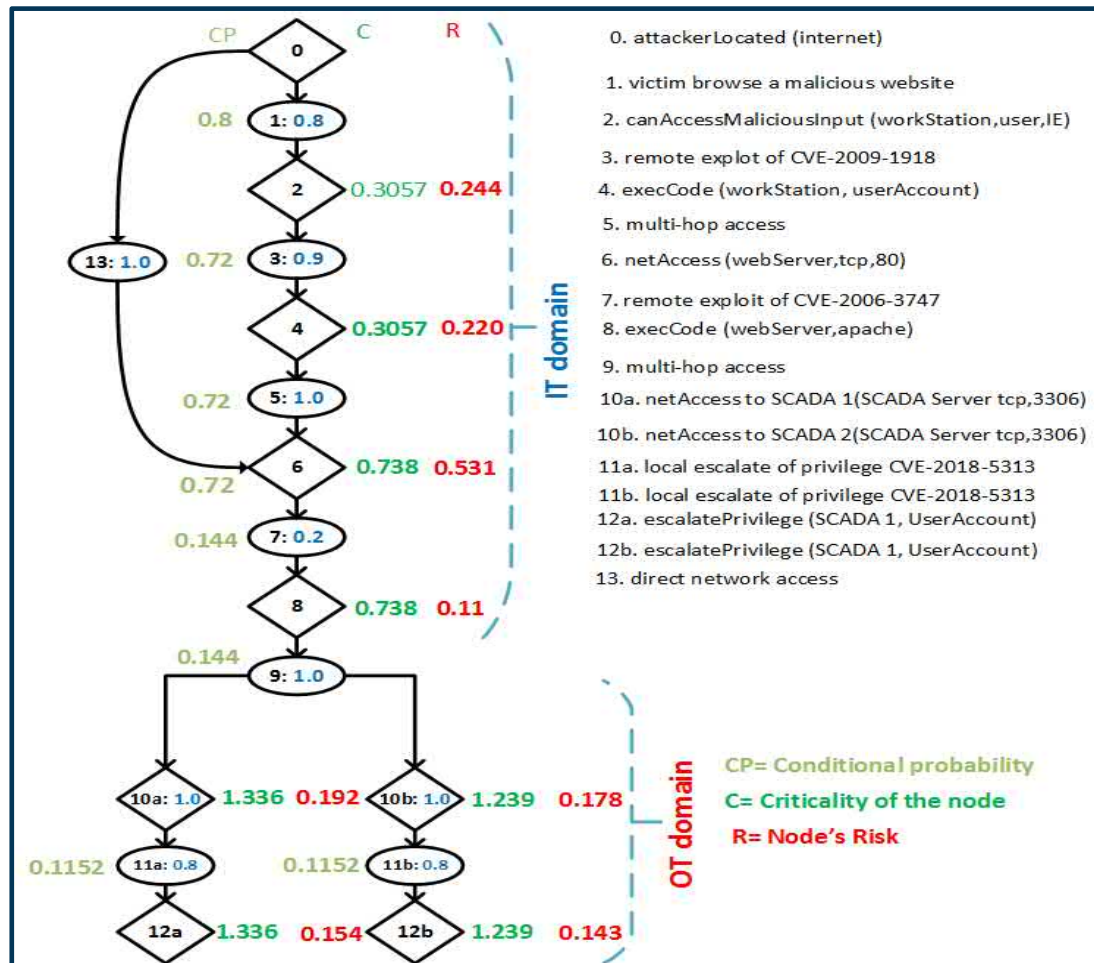 CP C R
0
0. attackerLocated (internet)
1: 0.8
0.8
1. victim browse a malicious website
2
0.3057 0.244
2. canAccessMaliciousInput (workStation,user,IE)
3. remote explot of CVE-2009-1918
13: 1.0
0.72
3: 0.9
4. execCode (workStation, userAccount)
5. multi-hop access
4
0.3057 0.220
6. netAccess (webServer,tcp,80)
7. remote exploit of CVE-2006-3747
8. execCode (webServer,apache)
9. multi-hop access
0.72
5: 1.0
10a. netAccess to SCADA 1(SCADA Server tcp,3306)
10b. netAccess to SCADA 2(SCADA Server tcp,3306)
6
0.738 0.531
0.72
11a. local escalate of privilege CVE-2018-5313
11b. local escalate of privilege CVE-2018-5313
12a. escalatePrivilege (SCADA 1, UserAccount)
0.144
7: 0.2
12b. escalatePrivilege (SCADA 1, UserAccount)
13. direct network access
8
0.738 0.11
IT domain
0.144
9: 1.0
10a: 1.0
1.336 0.192
10b: 1.0
1.239 0.178
0.1152
11a: 0.8
0.1152
11b: 0.8
12a
1.336 0.154
12b
1.239 0.143
OT domain
CP= Conditional probability
C= Criticality of the node
R= Node's Risk